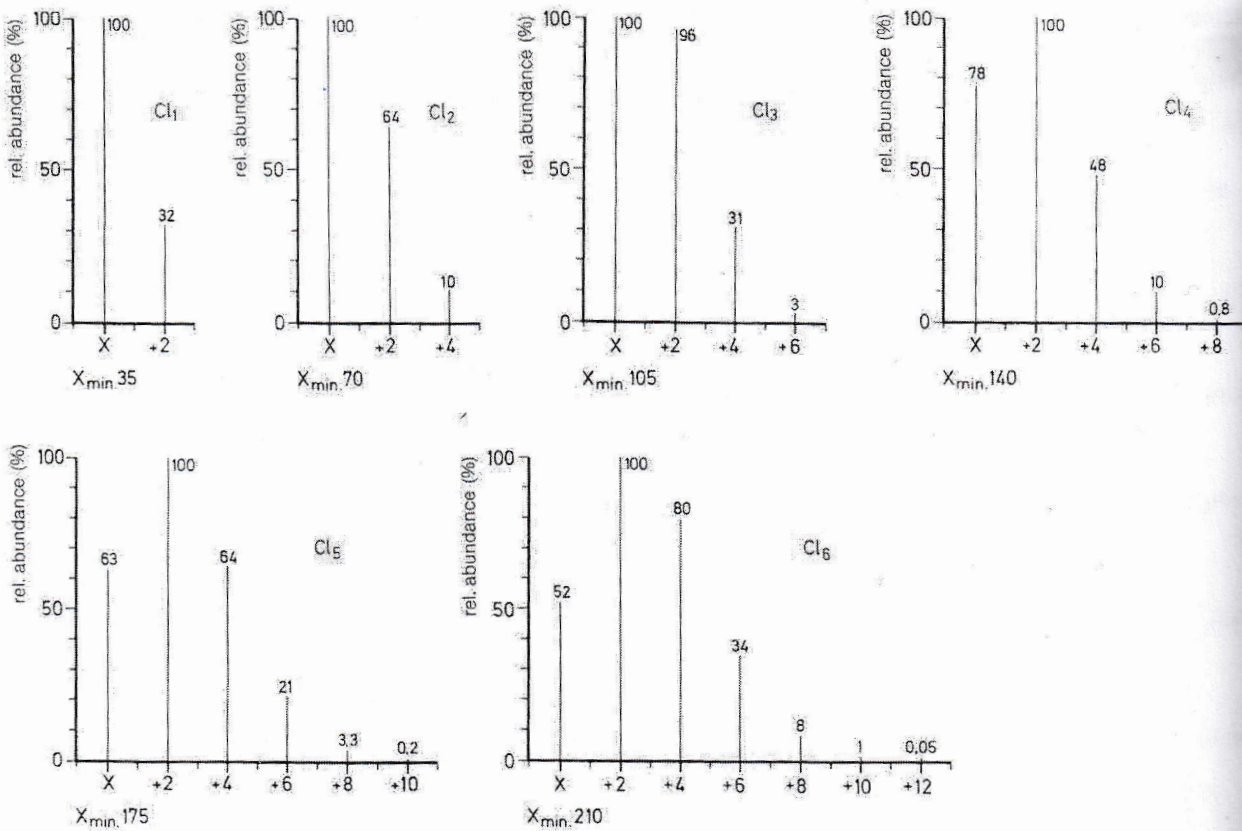 rel. abundance (%)
100
50
0
100
32
Cl1
X +2
Xmin.35
rel. abundance (%)
100
50
0
100
64
10
Cl2
X +2 +4
Xmin.70
rel. abundance (%)
100
50
0
100
96
31
3
Cl3
X +2 +4 +6
Xmin.105
rel. abundance (%)
100
50
0
78
100
48
10
0,8
Cl4
X +2 +4 +6 +8
Xmin.140
rel. abundance (%)
100
50
0
63
100
64
21
3,3
0,2
Cl5
X +2 +4 +6 +8 +10
Xmin.175
rel. abundance (%)
100
50
0
52
100
80
34
8
1
0,05
Cl6
X +2 +4 +6 +8 +10 +12
Xmin.210